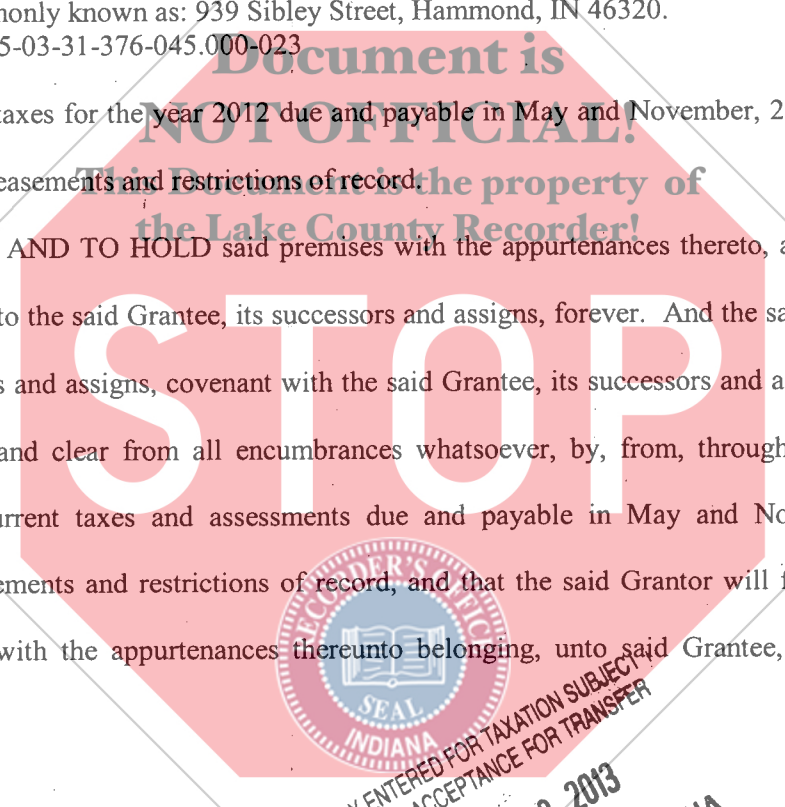 monly known as: 939 Sibley Street, Hammond, IN 46320.
5-03-31-376-045.000-023
Document is
taxes for the year 2012 due and payable in May and November, 2
NOT OFFICIAL!
easements and restrictions of record.
This Document is the property of
the Lake County Recorder!
AND TO HOLD said premises with the appurtenances thereto, a
to the said Grantee, its successors and assigns, forever. And the sa
s and assigns, covenant with the said Grantee, its successors and a
STOP
and clear from all encumbrances whatsoever, by, from, through
urrent taxes and assessments due and payable in May and No
ements and restrictions of record, and that the said Grantor will f
with the appurtenances thereunto belonging, unto said Grantee,
RECORDER'S OFFIC
SEAL
INDIANA
Y ENTERED FOR TAXATION SUBJECT T
ACCEPTANCE FOR TRANSFER
2013